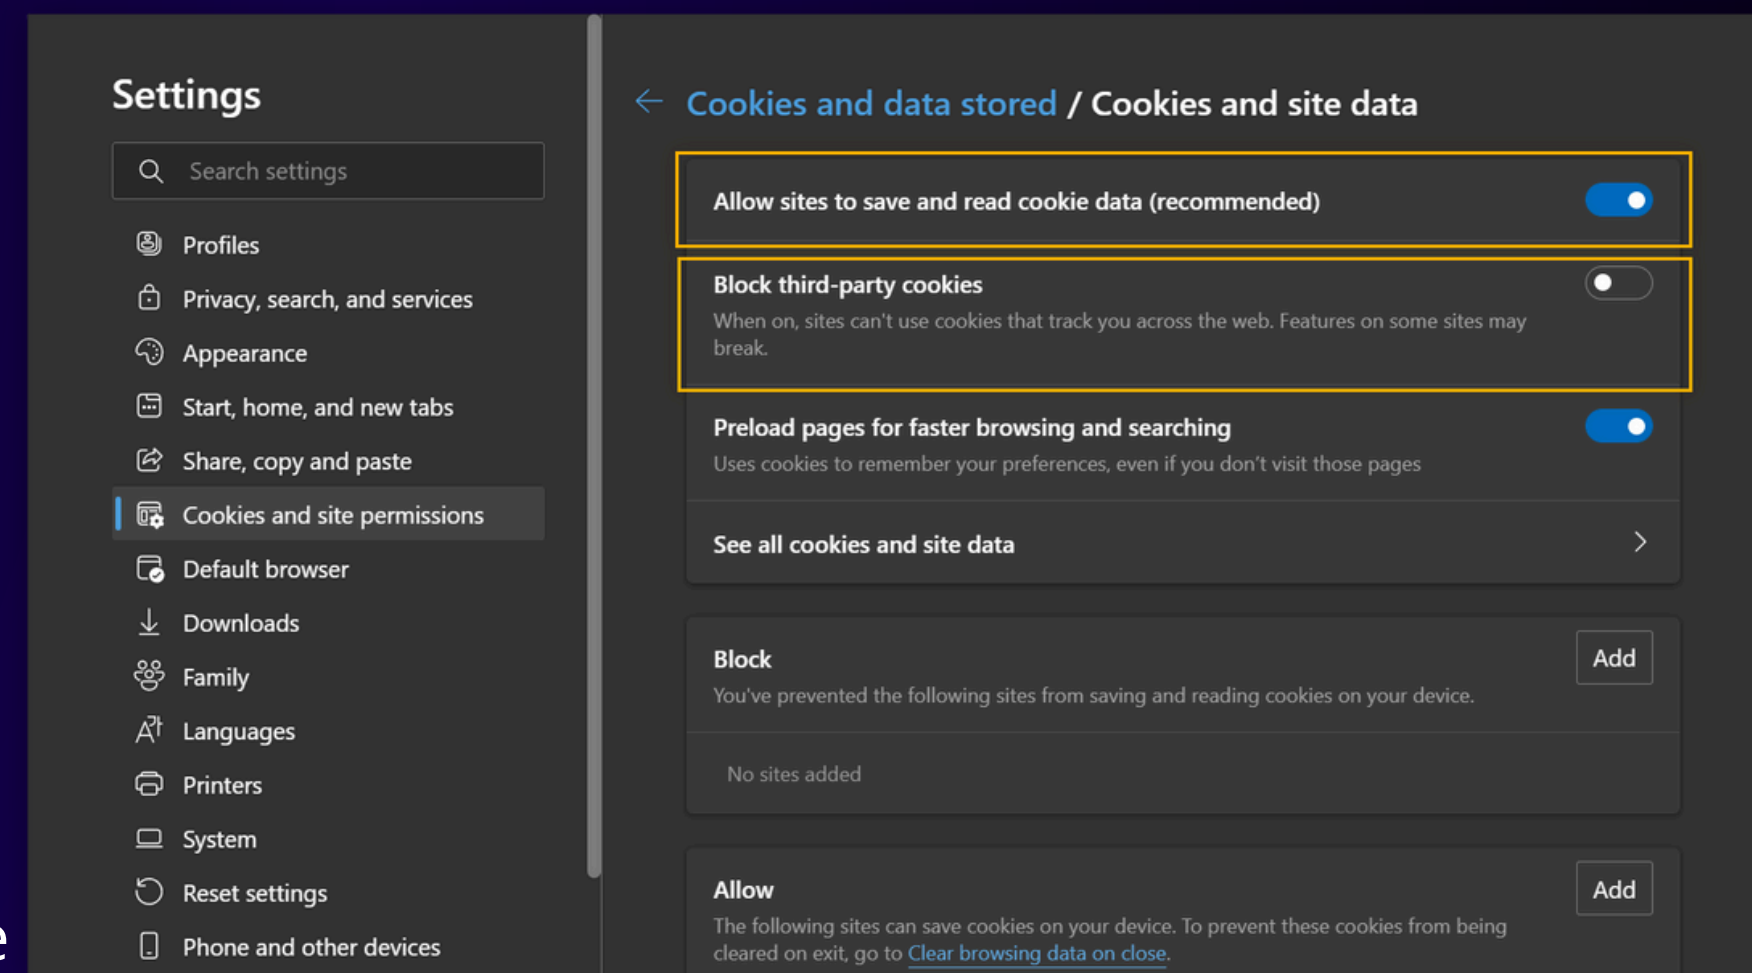 Settings
Search settings
Profiles
Privacy, search, and services
Appearance
Start, home, and new tabs
Share, copy and paste
Cookies and site permissions
Default browser
Downloads
Family
Languages
Printers
System
Reset settings
Phone and other devices
e
Cookies and data stored / Cookies and site data
Allow sites to save and read cookie data (recommended)
Block third-party cookies
When on, sites can't use cookies that track you across the web. Features on some sites may
break.
Preload pages for faster browsing and searching
Uses cookies to remember your preferences, even if you don't visit those pages
See all cookies and site data
Block
Add
You've prevented the following sites from saving and reading cookies on your device.
No sites added
Allow
Add
The following sites can save cookies on your device. To prevent these cookies from being
cleared on exit, go to Clear browsing data on close.